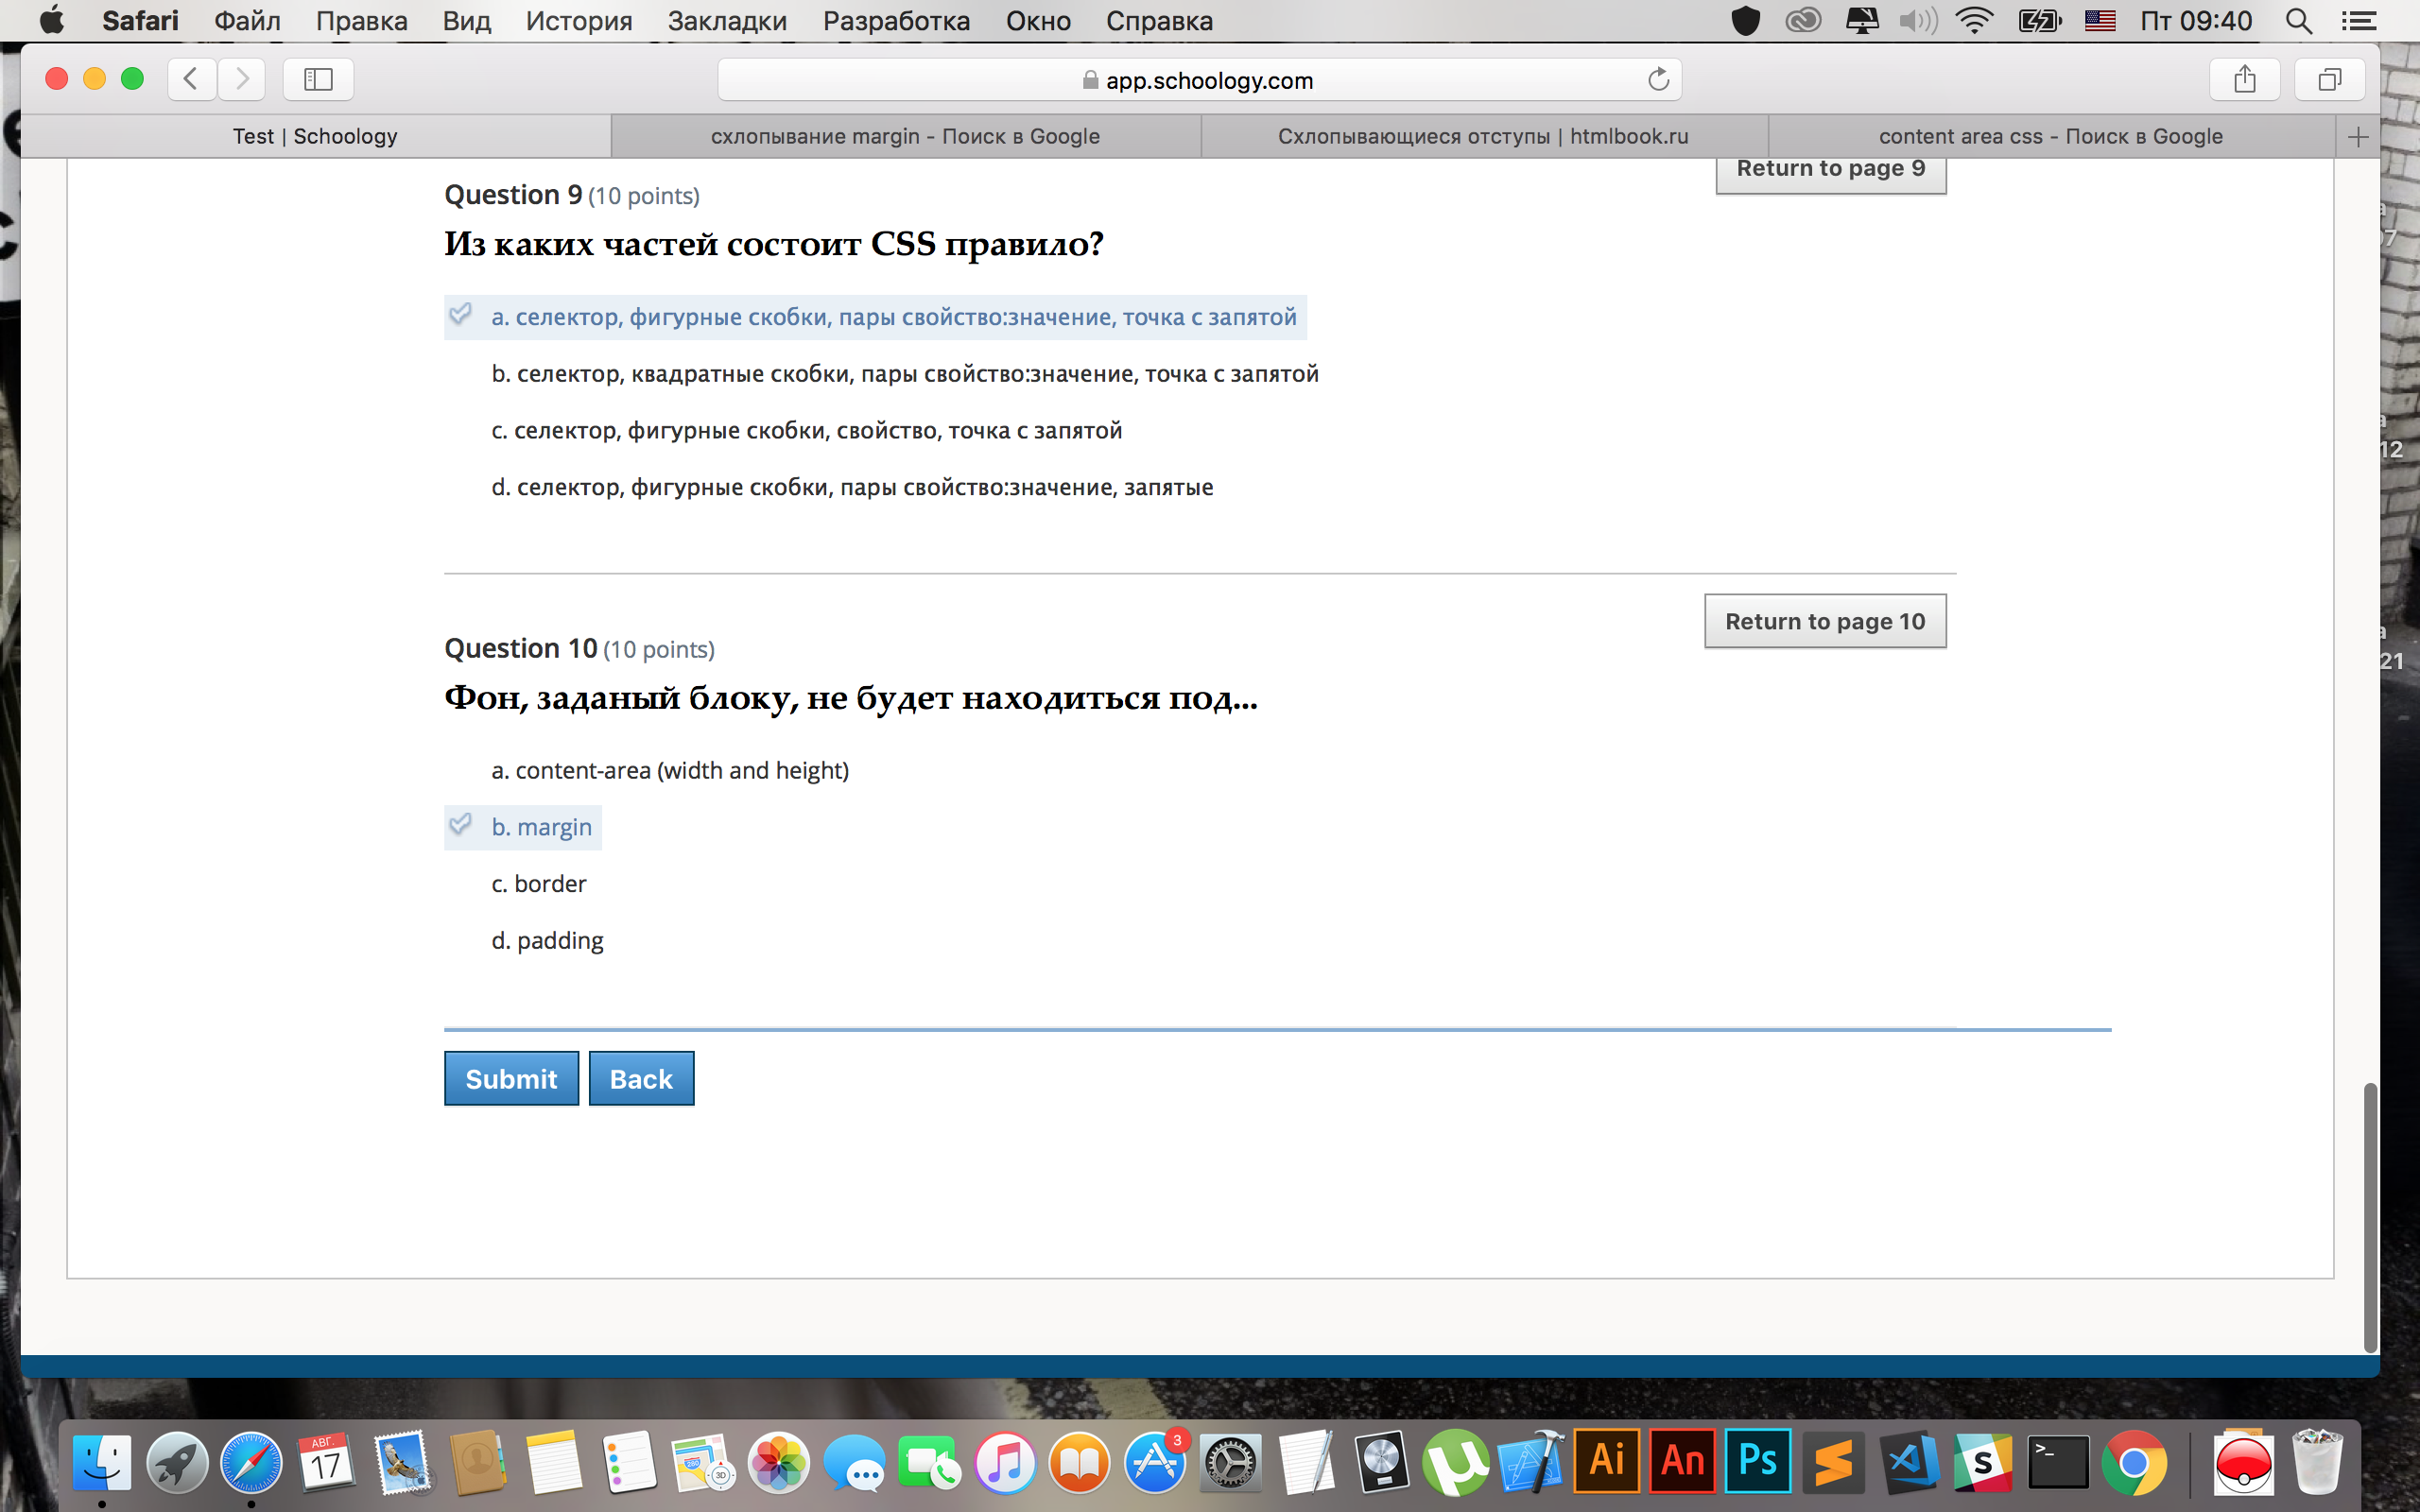 Safari Файл Правка Вид История Закладки Разработка Окно Справка Пт 09:40
app.schoology.com
Test | Schoology схлопывание margin - Поиск в Google Схлопывающиеся отступы | htmlbook.ru content area css - Поиск в Google
Return to page 9
Question 9 (10 points)
Из каких частей состоит CSS правило?
a. селектор, фигурные скобки, пары свойство:значение, точка с запятой
b. селектор, квадратные скобки, пары свойство:значение, точка с запятой
c. селектор, фигурные скобки, свойство, точка с запятой
d. селектор, фигурные скобки, пары свойство:значение, запятые
Return to page 10
Question 10 (10 points)
Фон, заданый блоку, не будет находиться под...
a. content-area (width and height)
b. margin
c. border
d. padding
Submit Back
12
21
АВГ.
17
280
3D
3
Ai
An
Ps
S
>_